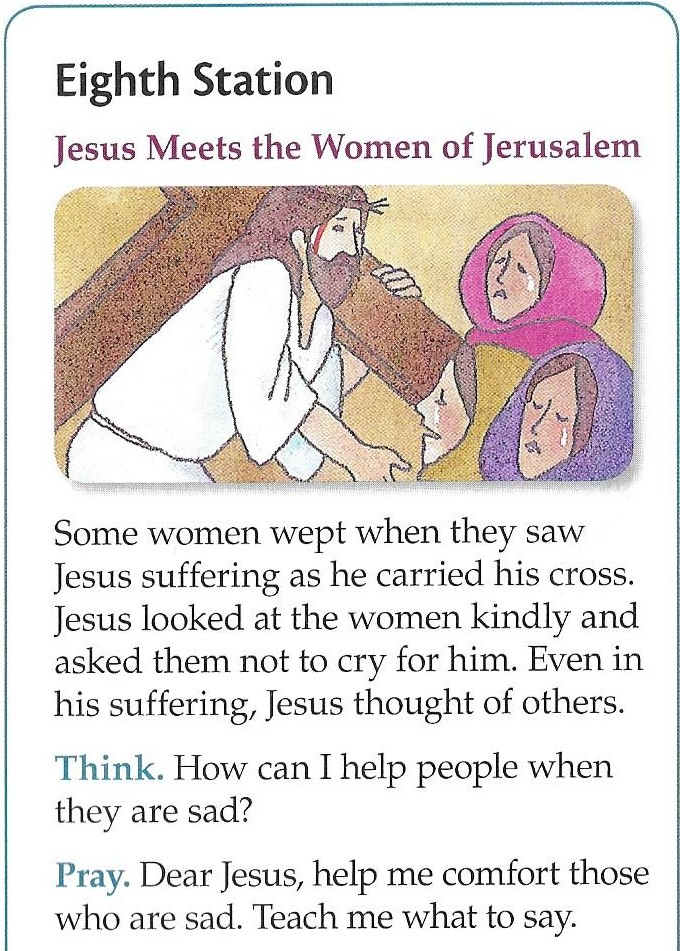 Eighth Station
Jesus Meets the Women of Jerusalem
Some women wept when they saw
Jesus suffering as he carried his cross.
Jesus looked at the women kindly and
asked them not to cry for him. Even in
his suffering, Jesus thought of others.
Think. How can I help people when
they are sad?
Pray. Dear Jesus, help me comfort those
who are sad. Teach me what to say.